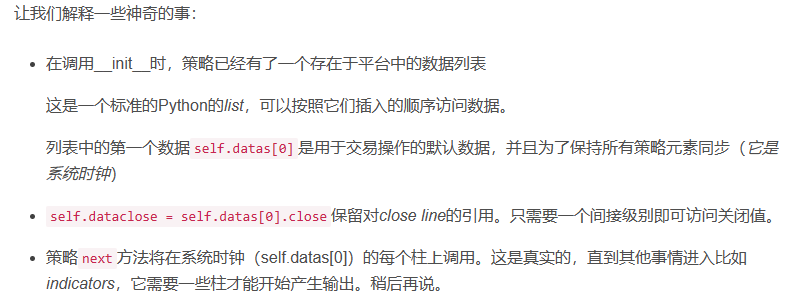 让我们解释一些神奇的事：
在调用__init__时，策略已经有了一个存在于平台中的数据列表
这是一个标准的Python的list，可以按照它们插入的顺序访问数据。
列表中的第一个数据self.datas[0]是用于交易操作的默认数据，并且为了保持所有策略元素同步（它是
系统时钟）
self.dataclose = self.datas[0].close保留对close line的引用。只需要一个间接级别即可访问关闭值。
策略next方法将在系统时钟（self.datas[0]）的每个柱上调用。这是真实的，直到其他事情进入比如
indicators，它需要一些柱才能开始产生输出。稍后再说。